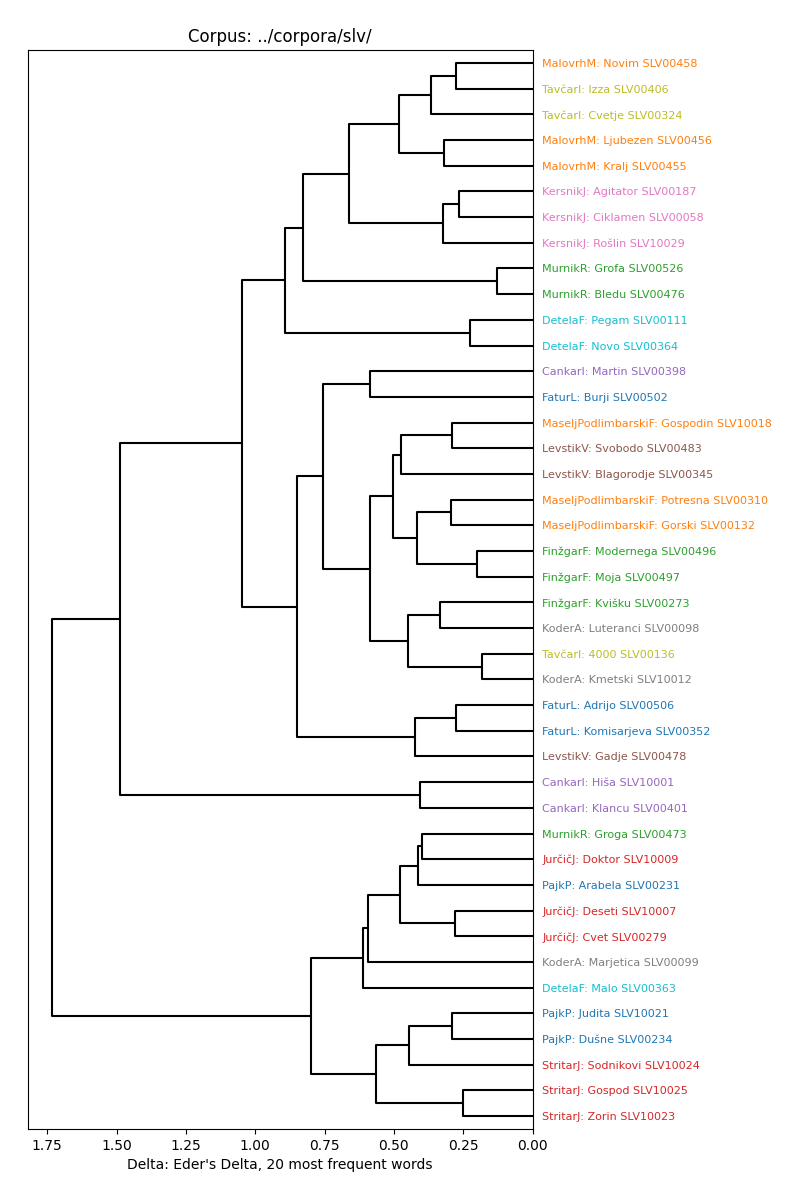 Corpus: ../corpora/slv/
MalovrhM: Novim SLV00458
TavčarI: Izza SLV00406
TavčarI: Cvetje SLV00324
MalovrhM: Ljubezen SLV00456
MalovrhM: Kralj SLV00455
KersnikJ: Agitator SLV00187
KersnikJ: Ciklamen SLV00058
KersnikJ: Rošlin SLV10029
MurnikR: Grofa SLV00526
MurnikR: Bledu SLV00476
DetelaF: Pegam SLV00111
DetelaF: Novo SLV00364
CankarI: Martin SLV00398
FaturL: Burji SLV00502
MaseljPodlimbarskiF: Gospodin SLV10018
LevstikV: Svobodo SLV00483
LevstikV: Blagorodje SLV00345
MaseljPodlimbarskiF: Potresna SLV00310
MaseljPodlimbarskiF: Gorski SLV00132
FinžgarF: Modernega SLV00496
FinžgarF: Moja SLV00497
FinžgarF: Kvišku SLV00273
KoderA: Luteranci SLV00098
TavčarI: 4000 SLV00136
KoderA: Kmetski SLV10012
FaturL: Adrijo SLV00506
FaturL: Komisarjeva SLV00352
LevstikV: Gadje SLV00478
CankarI: Hiša SLV10001
CankarI: Klancu SLV00401
MurnikR: Groga SLV00473
JurčičJ: Doktor SLV10009
PajkP: Arabela SLV00231
JurčičJ: Deseti SLV10007
JurčičJ: Cvet SLV00279
KoderA: Marjetica SLV00099
DetelaF: Malo SLV00363
PajkP: Judita SLV10021
PajkP: Dušne SLV00234
StritarJ: Sodnikovi SLV10024
StritarJ: Gospod SLV10025
StritarJ: Zorin SLV10023
1.75 1.50 1.25 1.00 0.75 0.50 0.25 0.00
Delta: Eder's Delta, 20 most frequent words